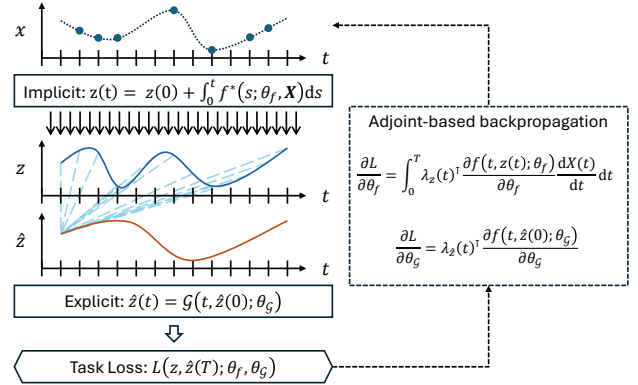 x
t
Implicit: z(t) = z(0) + ∫₀ᵗ f*(s; θ_f, X)ds
z
t
ẑ
t
Explicit: ẑ(t) = 𝒢(t, ẑ(0); θ_𝒢)
Task Loss: L(z, ẑ(T); θ_f, θ_𝒢)
Adjoint-based backpropagation
∂L/∂θ_f = ∫₀ᵀ λ_z(t)ᵀ ∂f(t, z(t); θ_f)/∂θ_f dX(t)/dt dt
∂L/∂θ_𝒢 = λ_ẑ(t)ᵀ ∂f(t, ẑ(0); θ_𝒢)/∂θ_𝒢